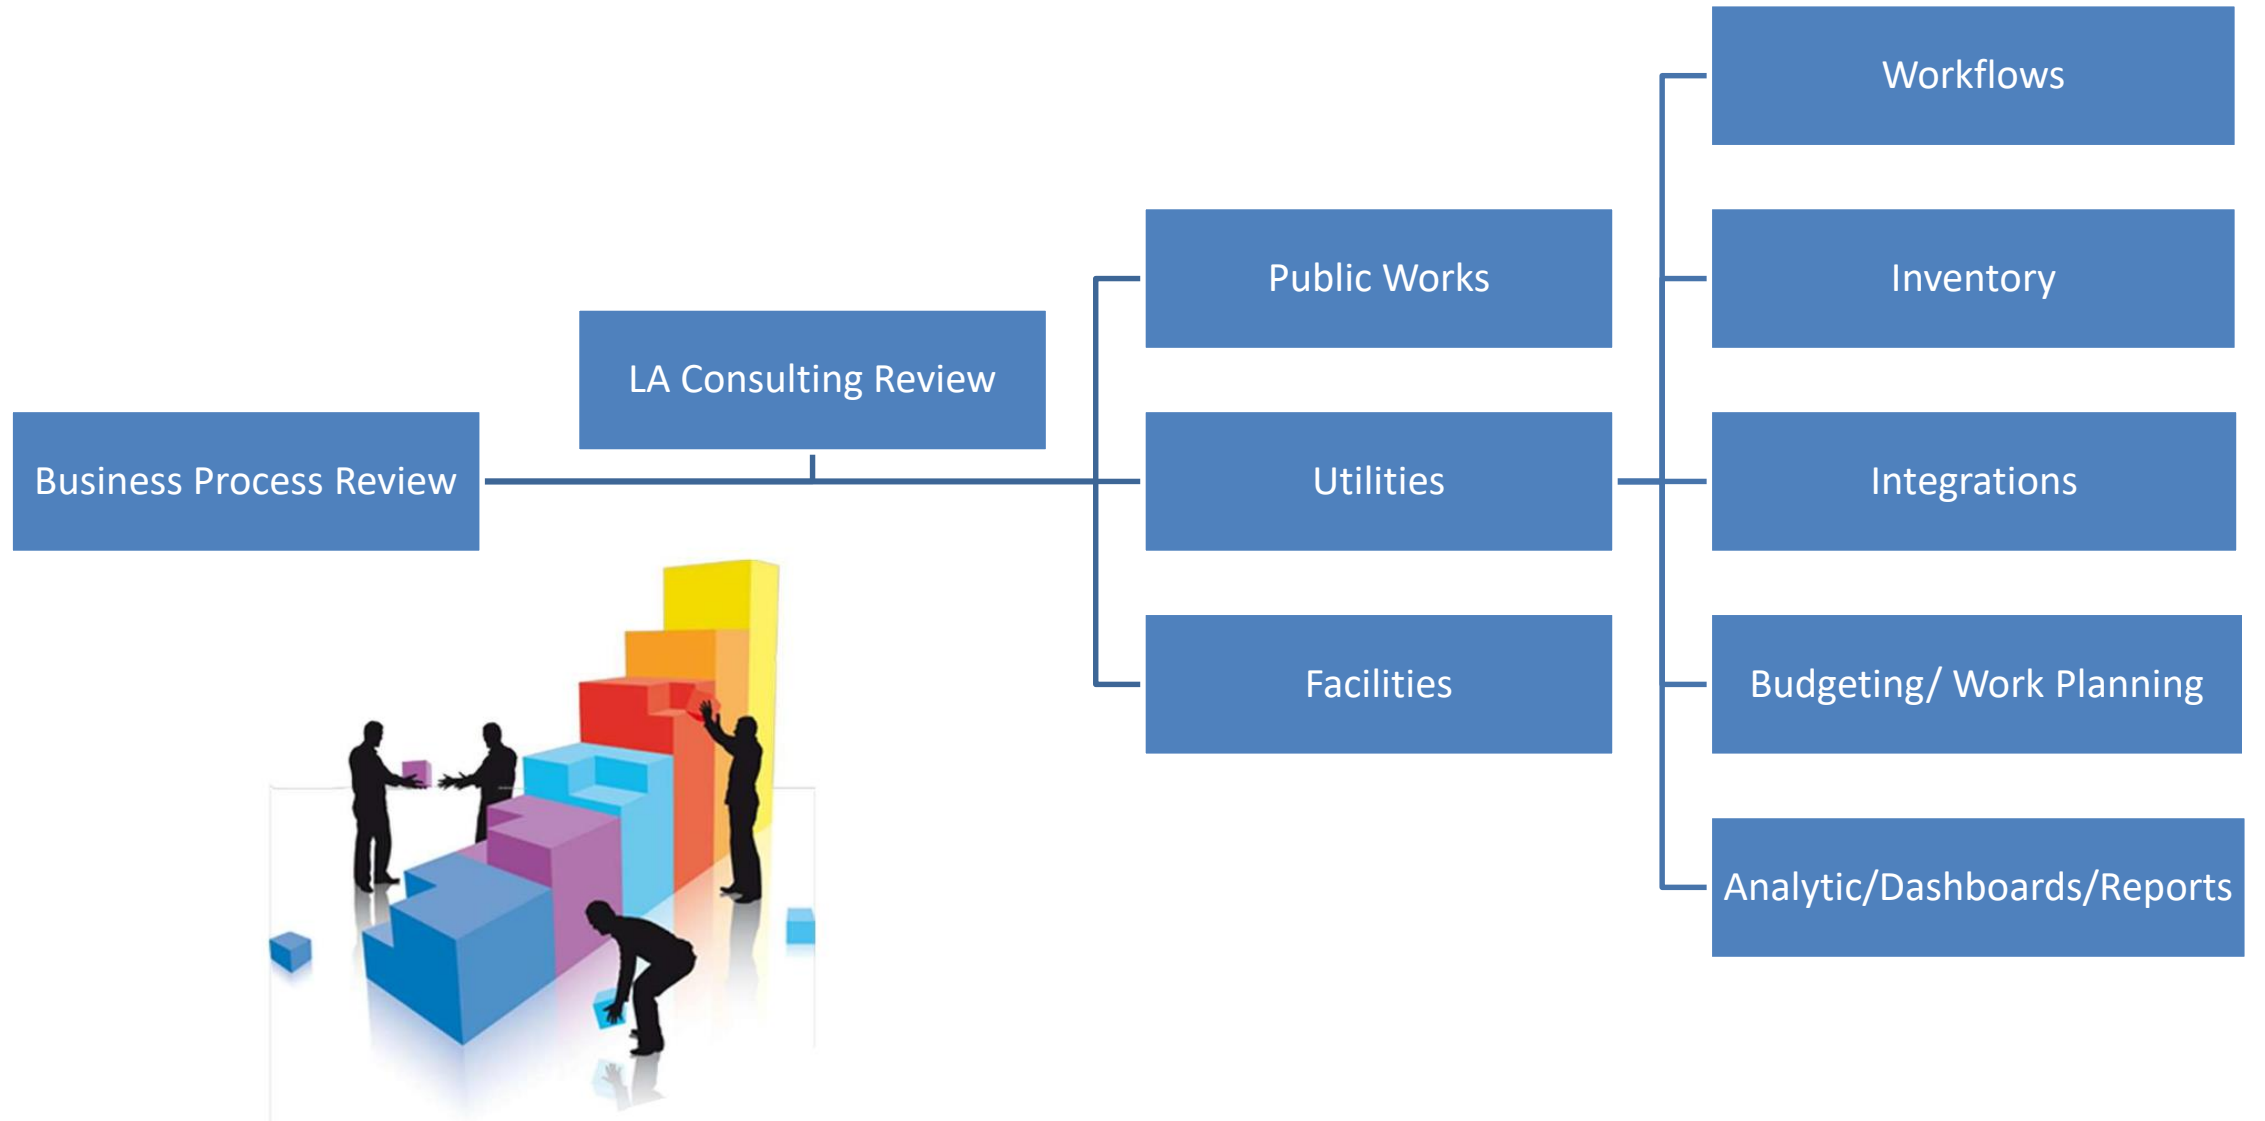 Business Process Review
LA Consulting Review
Public Works
Utilities
Facilities
Workflows
Inventory
Integrations
Budgeting/ Work Planning
Analytic/Dashboards/Reports